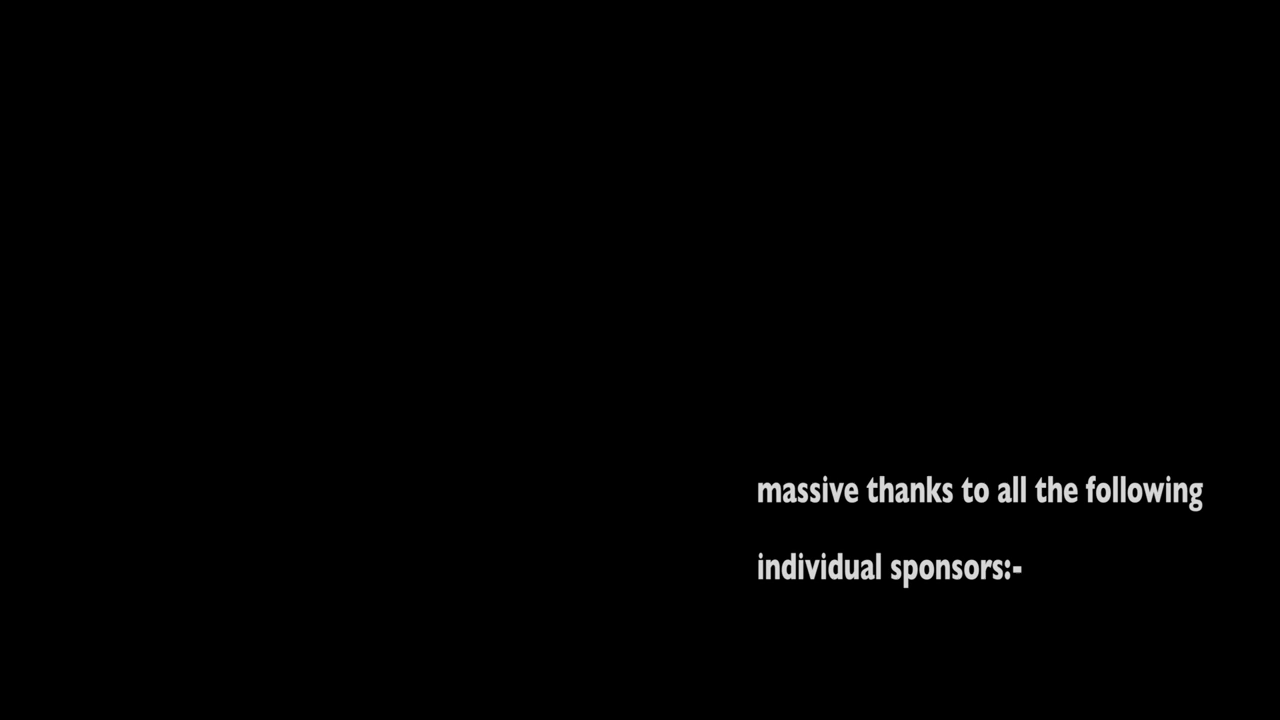 massive thanks to all the following
individual sponsors:-